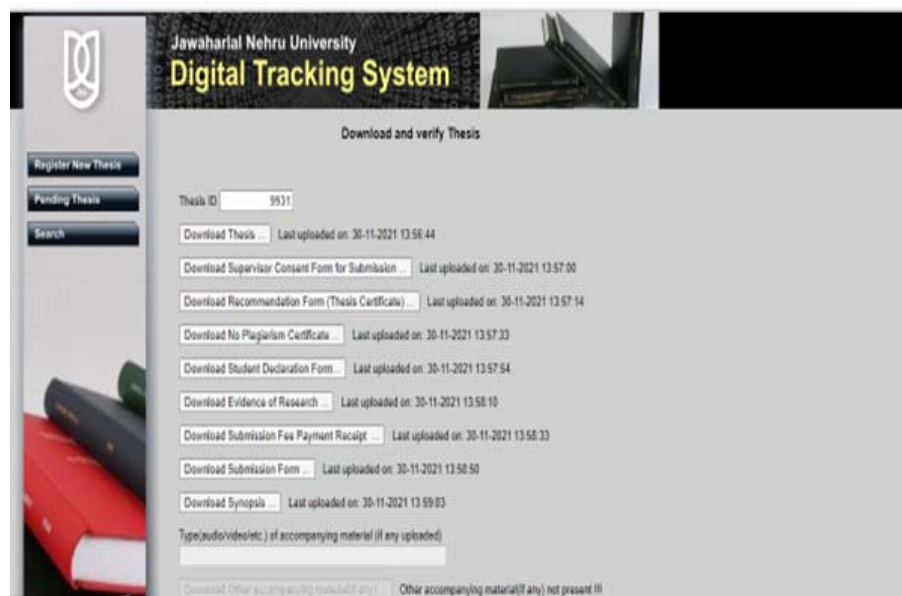 Jawaharlal Nehru University
Digital Tracking System
Download and verify Thesis
Register New Thesis
Pending Thesis
Search
Thesis ID 9931
Download Thesis ... Last uploaded on: 30-11-2021 13:56:44
Download Supervisor Consent Form for Submission ... Last uploaded on: 30-11-2021 13:57:00
Download Recommendation Form (Thesis Certificate) ... Last uploaded on: 30-11-2021 13:57:14
Download No Plagiarism Certificate ... Last uploaded on: 30-11-2021 13:57:33
Download Student Declaration Form... Last uploaded on: 30-11-2021 13:57:54
Download Evidence of Research ... Last uploaded on: 30-11-2021 13:58:10
Download Submission Fee Payment Receipt ... Last uploaded on: 30-11-2021 13:58:33
Download Submission Form ... Last uploaded on: 30-11-2021 13:58:50
Download Synopsis ... Last uploaded on: 30-11-2021 13:59:03
Type(audio/video/etc.) of accompanying material (if any uploaded)
Download Other accompanying material(if any) ... Other accompanying material(if any) not present !!!